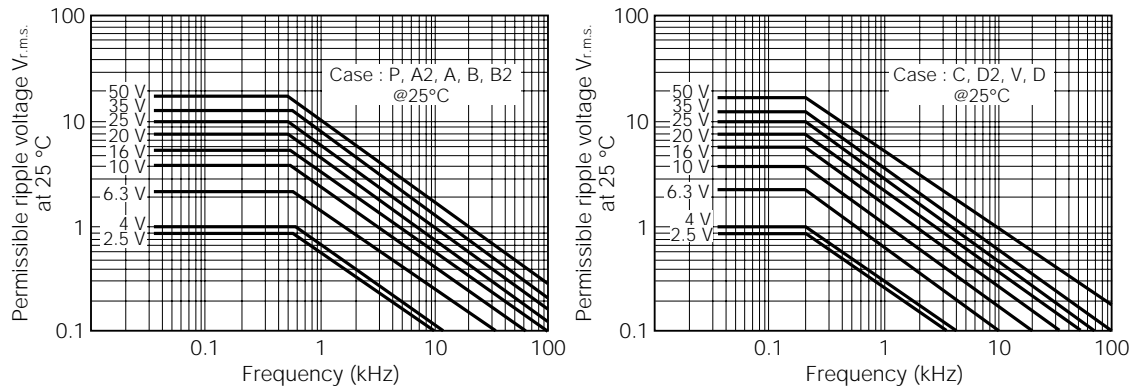 Permissible ripple voltage Vr.m.s.
at 25 °C
100
10
1
0.1
50 V
35 V
25 V
20 V
16 V
10 V
6.3 V
4 V
2.5 V
Case : P, A2, A, B, B2
@25°C
0.1
1
10
100
Frequency (kHz)
Permissible ripple voltage Vr.m.s.
at 25 °C
100
10
1
0.1
50 V
35 V
25 V
20 V
16 V
10 V
6.3 V
4 V
2.5 V
Case : C, D2, V, D
@25°C
0.1
1
10
100
Frequency (kHz)